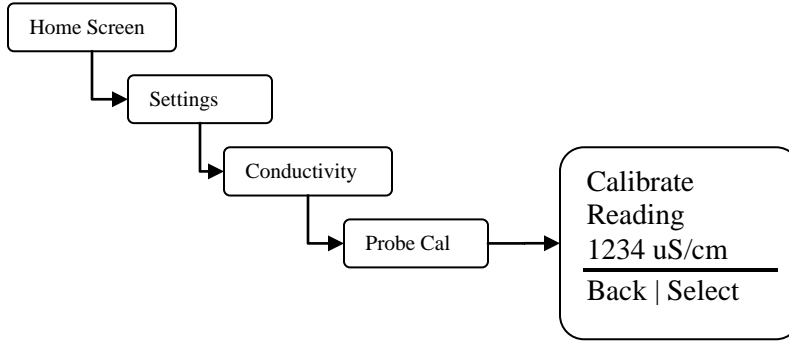 Home Screen
Settings
Conductivity
Probe Cal
Calibrate
Reading
1234 uS/cm
Back | Select